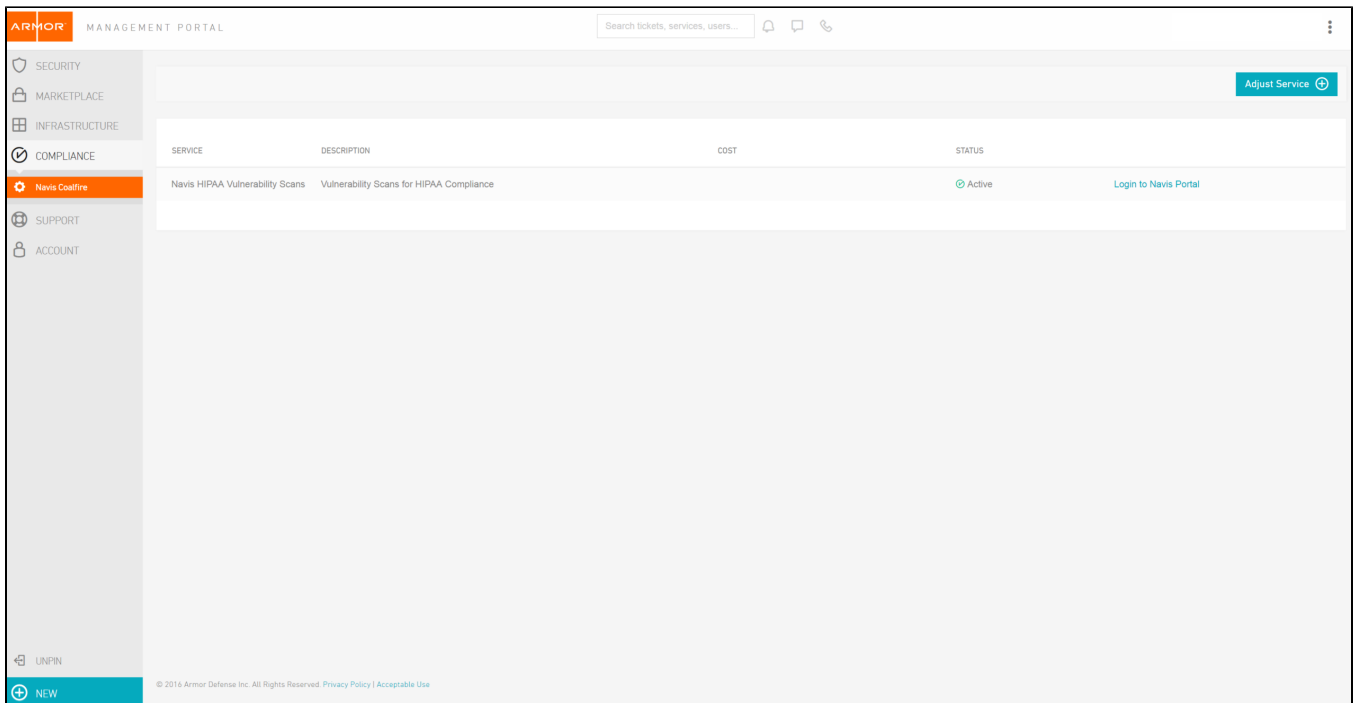 ARMOR MANAGEMENT PORTAL Search tickets, services, users...
SECURITY
Adjust Service
MARKETPLACE
INFRASTRUCTURE
COMPLIANCE
SERVICE DESCRIPTION COST STATUS
Navis Coalfire
Navis HIPAA Vulnerability Scans Vulnerability Scans for HIPAA Compliance Active Login to Navis Portal
SUPPORT
ACCOUNT
UNPIN
NEW
© 2016 Armor Defense Inc. All Rights Reserved. Privacy Policy | Acceptable Use